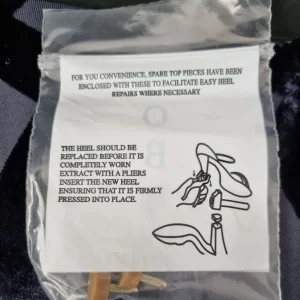 FOR YOU CONVENIENCE, SPARE TOP PIECES HAVE BEEN
ENCLOSED WITH THESE TO FACILITATE EASY HEEL
REPAIRS WHERE NECESSARY
THE HEEL SHOULD BE
REPLACED BEFORE IT IS
COMPLETELY WORN
EXTRACT WITH A PLIERS
INSERT THE NEW HEEL
ENSURING THAT IT IS FIRMLY
PRESSED INTO PLACE.